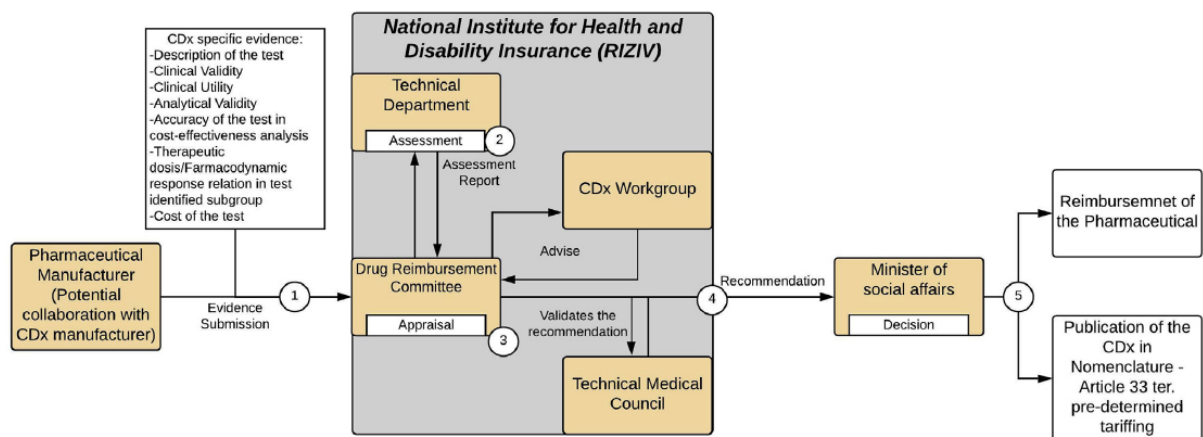 CDx specific evidence:
-Description of the test
-Clinical Validity
-Clinical Utility
-Analytical Validity
-Accuracy of the test in
cost-effectiveness analysis
-Therapeutic
dosis/Farmacodynamic
response relation in test
identified subgroup
-Cost of the test
Pharmaceutical
Manufacturer
(Potential
collaboration with
CDx manufacturer)
Evidence
Submission
1
National Institute for Health and
Disability Insurance (RIZIV)
Technical
Department
Assessment
2
Assessment
Report
CDx Workgroup
Advise
Drug Reimbursement
Committee
Appraisal
3
Validates the
recommendation
Technical Medical
Council
4
Recommendation
Minister of
social affairs
Decision
5
Reimbursemnet of
the Pharmaceutical
Publication of the
CDx in
Nomenclature -
Article 33 ter.
pre-determined
tariffing